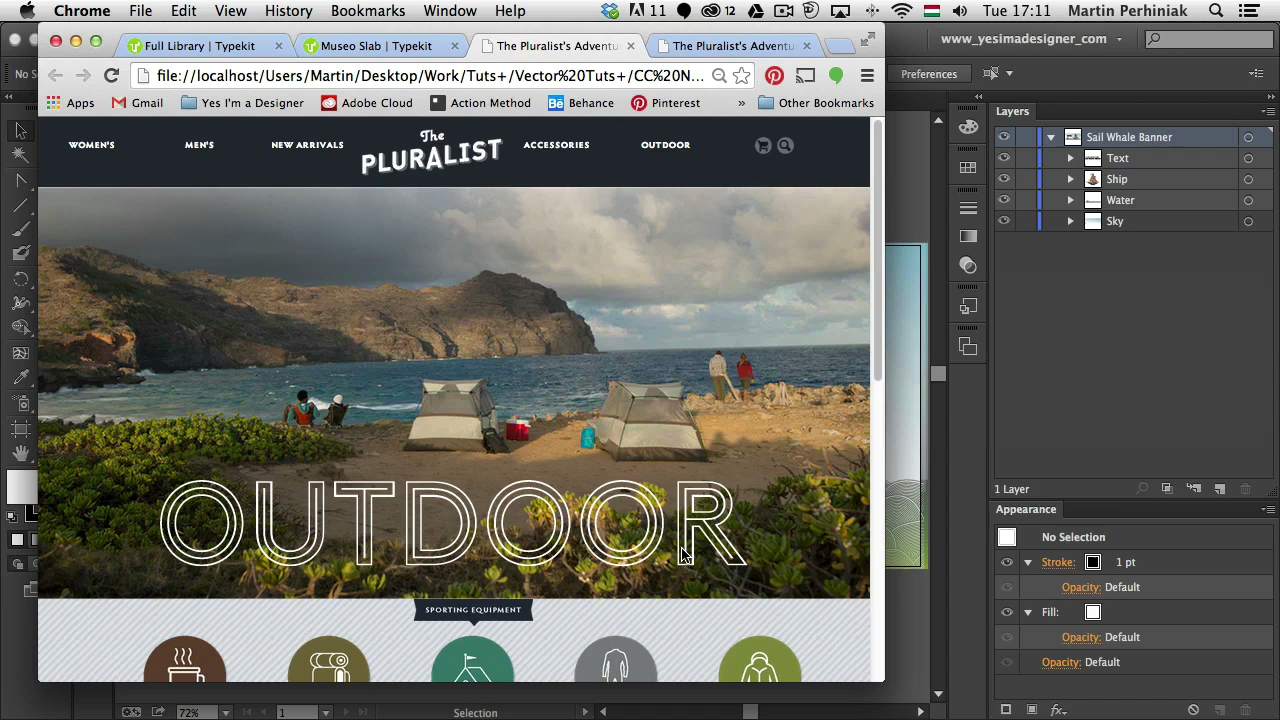 Chrome File Edit View History Bookmarks Window Help 11 12 Tue 17:11 Martin Perhiniak
Full Library | Typekit × Museo Slab | Typekit × The Pluralist's Adventu × The Pluralist's Adventu ×
www_yesimadesigner_com
No Se
file://localhost/Users/Martin/Desktop/Work/Tuts+/Vector%20Tuts+/CC%20N...
Preferences
Apps Gmail Yes I'm a Designer Adobe Cloud Action Method Behance Pinterest » Other Bookmarks
Layers
WOMEN'S MEN'S NEW ARRIVALS The PLURALIST ACCESSORIES OUTDOOR
Sail Whale Banner
Text
Ship
Water
Sky
OUTDOOR
1 Layer
Appearance
No Selection
Stroke: 1 pt
Opacity: Default
Fill:
Opacity: Default
Opacity: Default
SPORTING EQUIPMENT
72% 1 Selection
fx